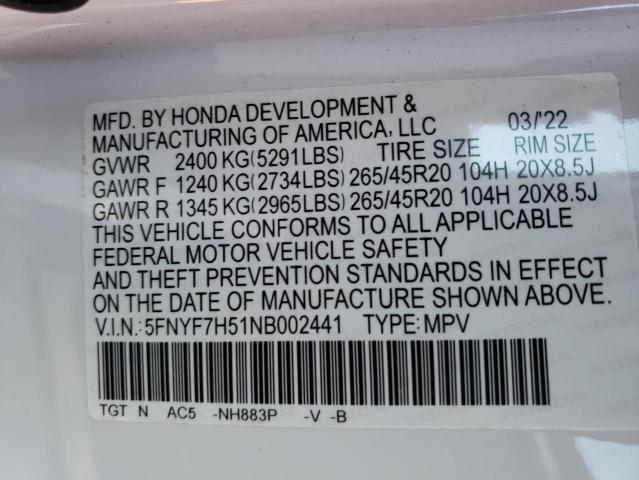 MFD. BY HONDA DEVELOPMENT &
MANUFACTURING OF AMERICA, LLC 03/'22
GVWR 2400 KG(5291LBS) TIRE SIZE RIM SIZE
GAWR F 1240 KG(2734LBS) 265/45R20 104H 20X8.5J
GAWR R 1345 KG(2965LBS) 265/45R20 104H 20X8.5J
THIS VEHICLE CONFORMS TO ALL APPLICABLE
FEDERAL MOTOR VEHICLE SAFETY
AND THEFT PREVENTION STANDARDS IN EFFECT
ON THE DATE OF MANUFACTURE SHOWN ABOVE.
V.I.N.:5FNYF7H51NB002441 TYPE:MPV
TGT N AC5 -NH883P -V -B